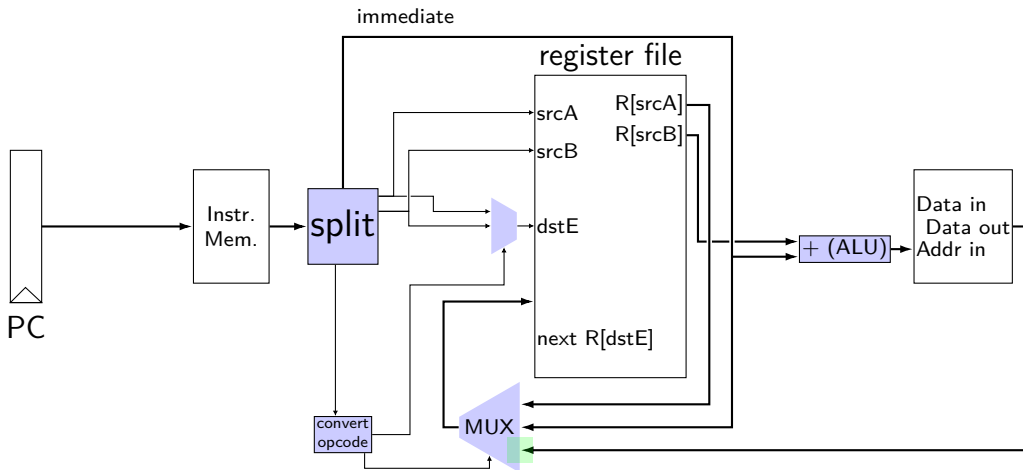 immediate
register file
srcA
R[srcA]
R[srcB]
srcB
Instr.
Mem.
split
dstE
Data in
Data out
Addr in
+ (ALU)
PC
next R[dstE]
convert
opcode
MUX